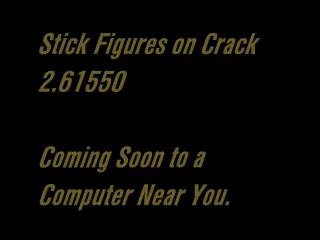 Stick Figures on Crack
2.61550
Coming Soon to a
Computer Near You.